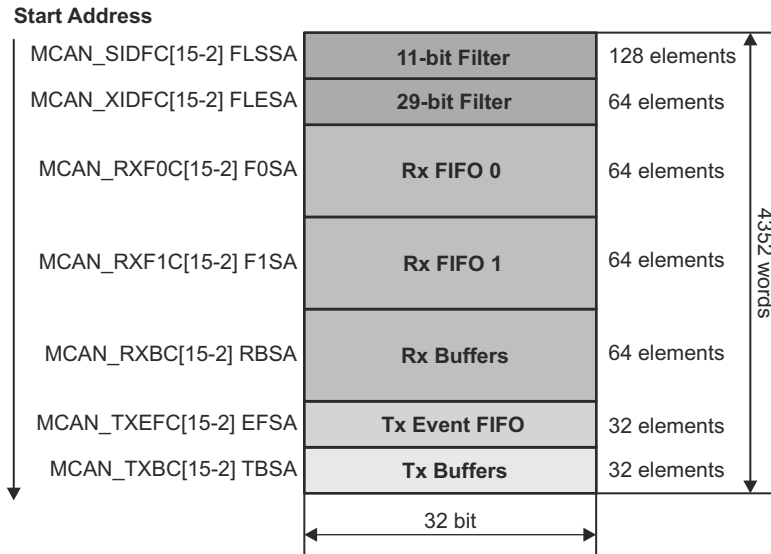 Start Address
MCAN_SIDFC[15-2] FLSSA 11-bit Filter 128 elements
MCAN_XIDFC[15-2] FLESA 29-bit Filter 64 elements
MCAN_RXF0C[15-2] F0SA Rx FIFO 0 64 elements
MCAN_RXF1C[15-2] F1SA Rx FIFO 1 64 elements
MCAN_RXBC[15-2] RBSA Rx Buffers 64 elements
MCAN_TXEFC[15-2] EFSA Tx Event FIFO 32 elements
MCAN_TXBC[15-2] TBSA Tx Buffers 32 elements
4352 words
32 bit